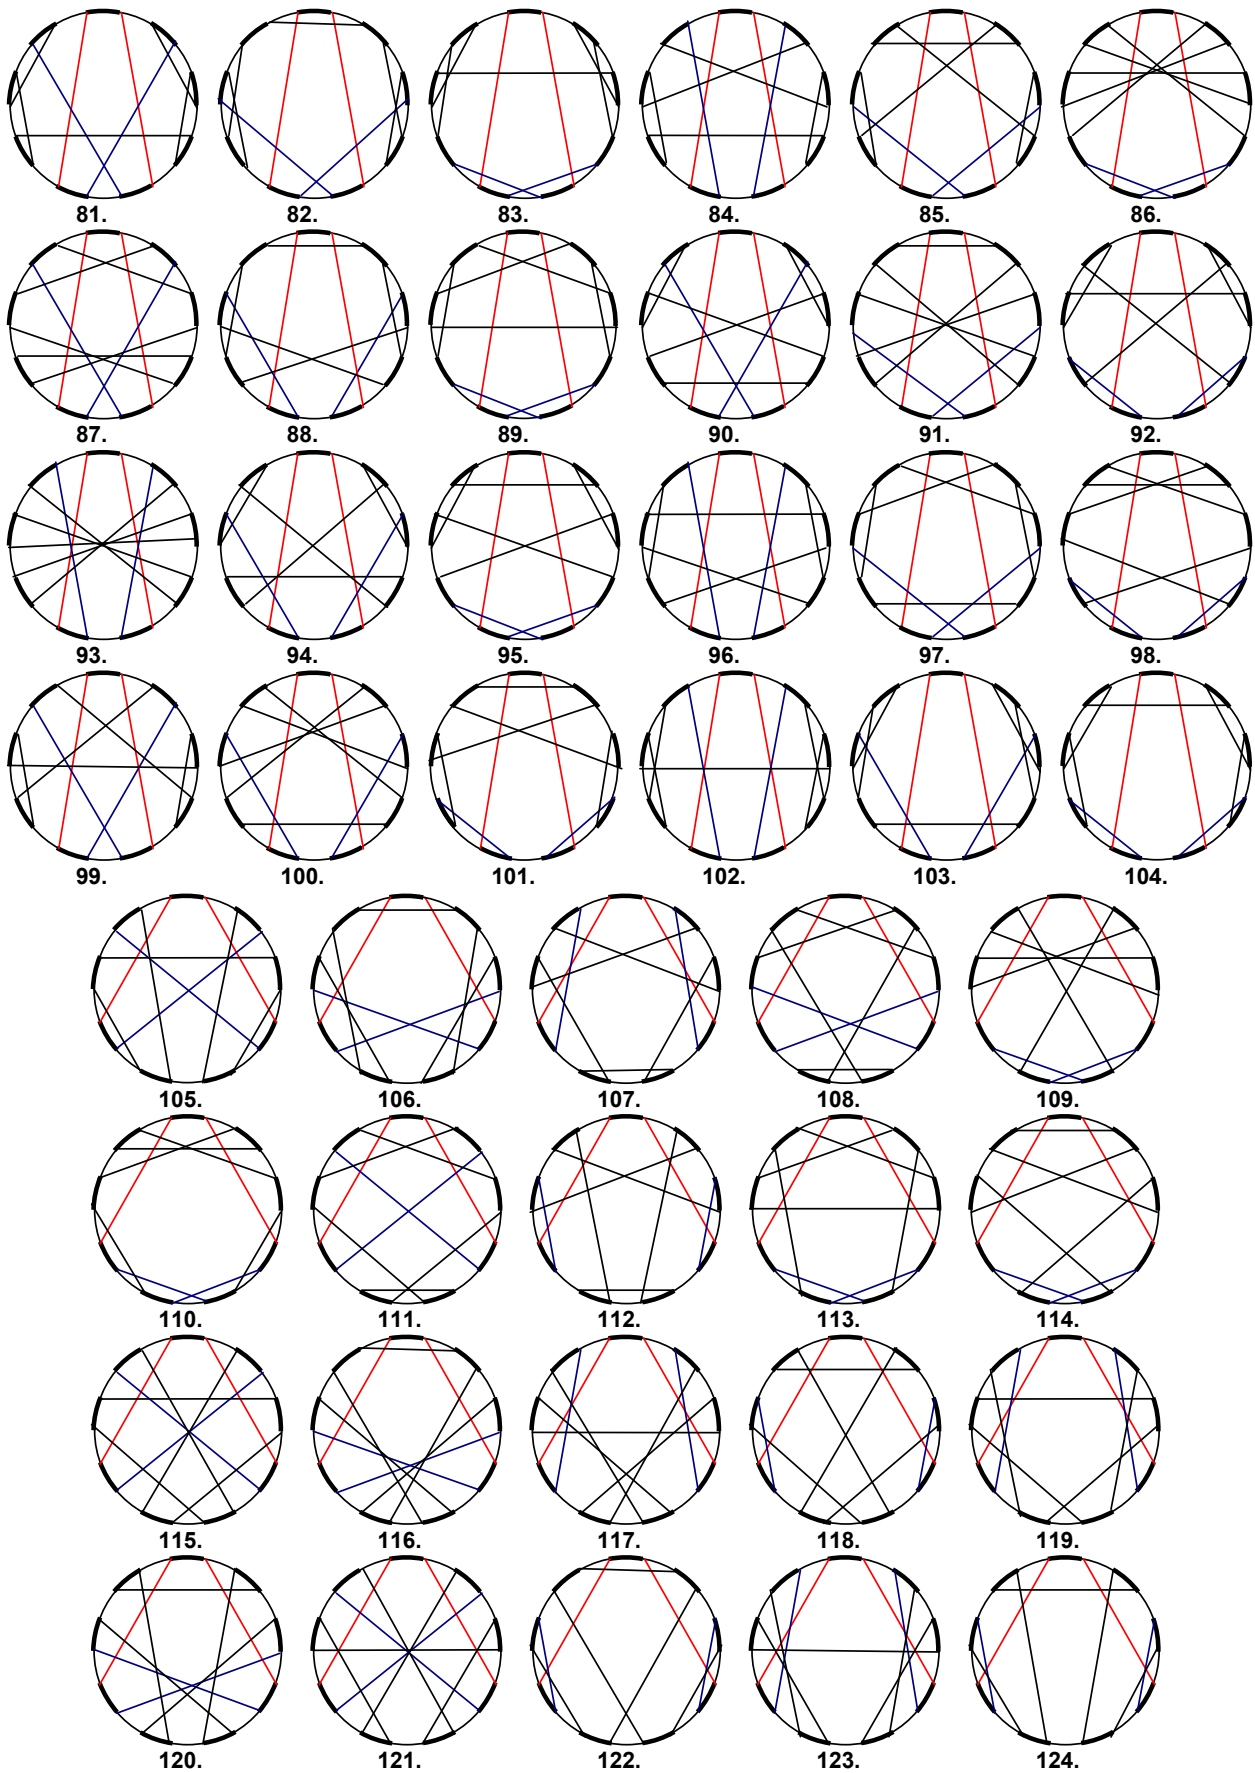 81. 82. 83. 84. 85. 86.
87. 88. 89. 90. 91. 92.
93. 94. 95. 96. 97. 98.
99. 100. 101. 102. 103. 104.
105. 106. 107. 108. 109.
110. 111. 112. 113. 114.
115. 116. 117. 118. 119.
120. 121. 122. 123. 124.